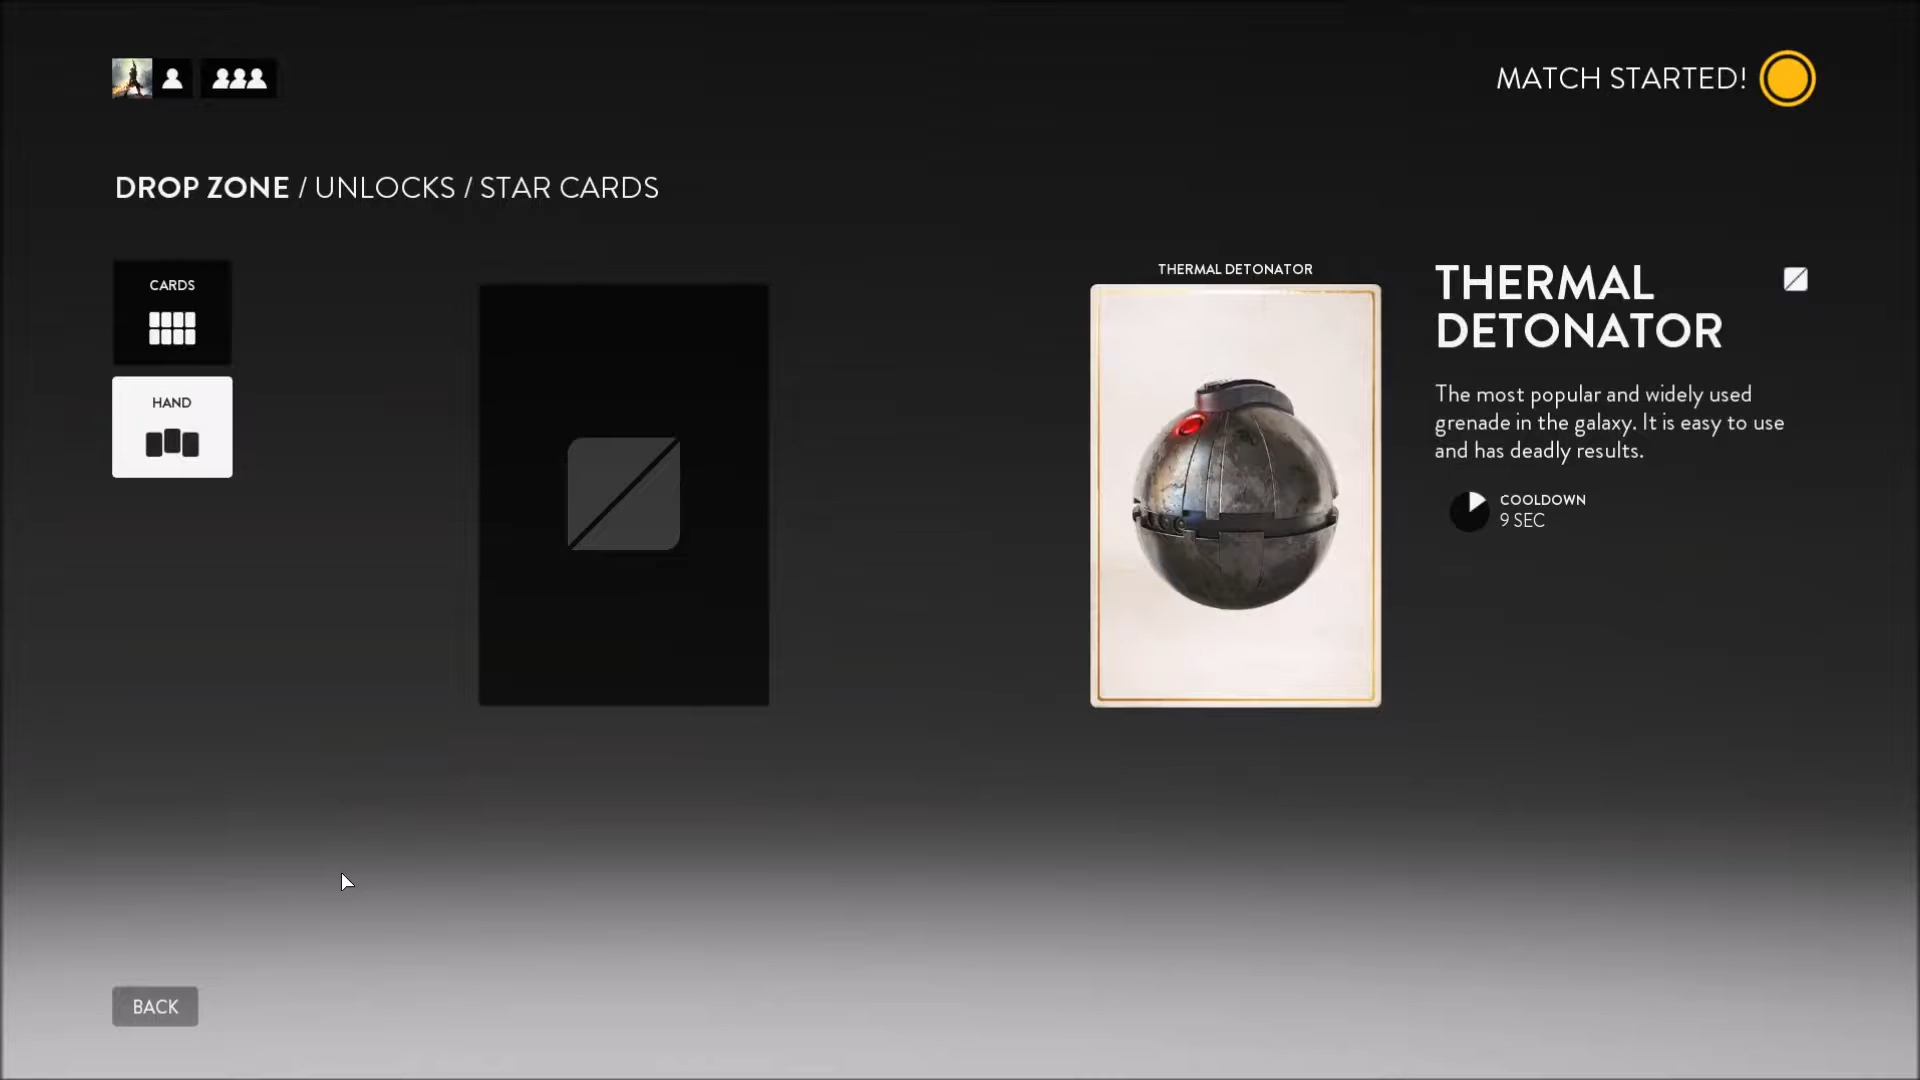 MATCH STARTED!
DROP ZONE / UNLOCKS / STAR CARDS
CARDS
HAND
THERMAL DETONATOR
THERMAL
DETONATOR
The most popular and widely used
grenade in the galaxy. It is easy to use
and has deadly results.
COOLDOWN
9 SEC
BACK